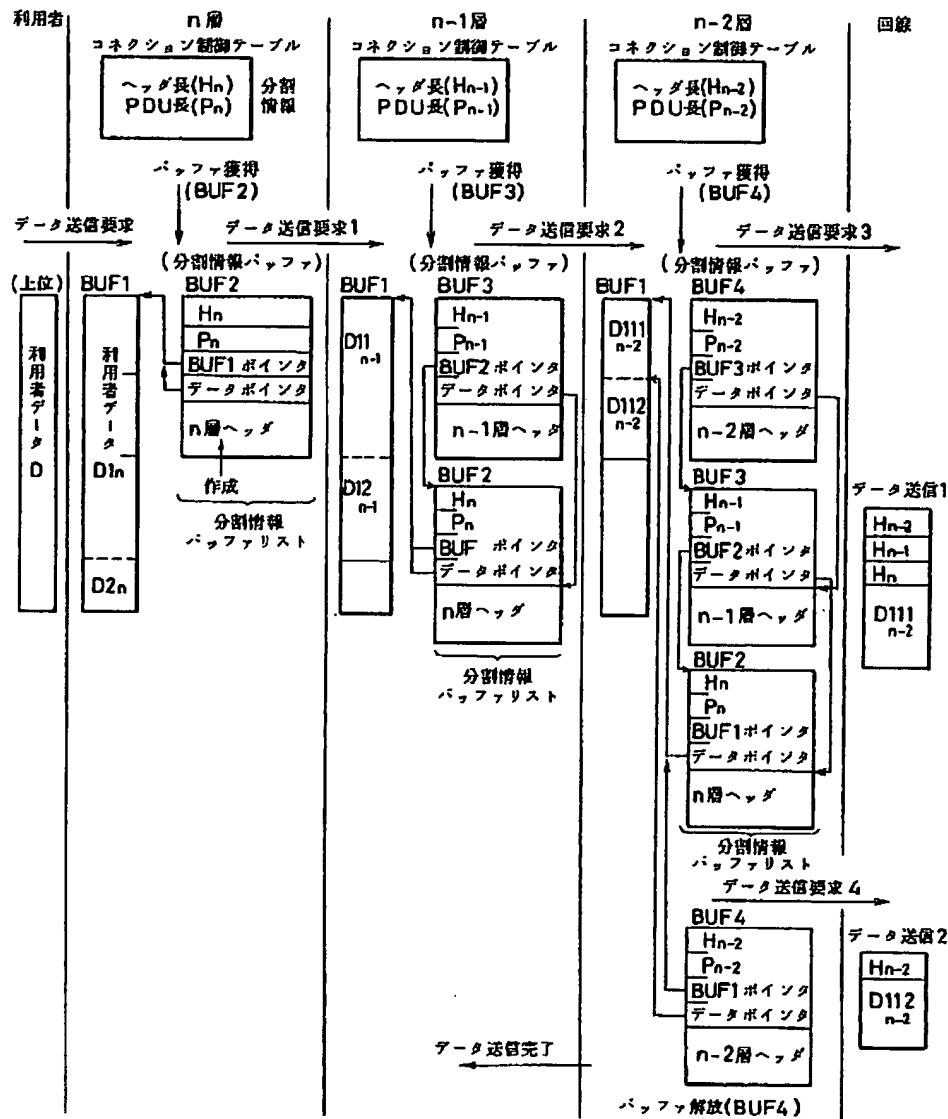 利用者
n層
n-1層
n-2層
回線
コネクション制御テーブル
コネクション制御テーブル
コネクション制御テーブル
ヘッダ長(Hn)
PDU長(Pn)
分割
情報
ヘッダ長(Hn-1)
PDU長(Pn-1)
ヘッダ長(Hn-2)
PDU長(Pn-2)
バッファ獲得
(BUF2)
バッファ獲得
(BUF3)
バッファ獲得
(BUF4)
データ送信要求
データ送信要求1
データ送信要求2
データ送信要求3
(分割情報バッファ)
(分割情報バッファ)
(分割情報バッファ)
(上位)
利用者データ
D
BUF1
利用者データ
D1n
D2n
BUF2
Hn
Pn
BUF1ポインタ
データポインタ
n層ヘッダ
作成
分割情報
バッファリスト
BUF1
D11
n-1
D12
n-1
BUF3
Hn-1
Pn-1
BUF2ポインタ
データポインタ
n-1層ヘッダ
BUF2
Hn
Pn
BUF ポインタ
データポインタ
n層ヘッダ
分割情報
バッファリスト
BUF1
D111
n-2
D112
n-2
BUF4
Hn-2
Pn-2
BUF3ポインタ
データポインタ
n-2層ヘッダ
BUF3
Hn-1
Pn-1
BUF2ポインタ
データポインタ
n-1層ヘッダ
BUF2
Hn
Pn
BUF1ポインタ
データポインタ
n層ヘッダ
分割情報
バッファリスト
データ送信1
Hn-2
Hn-1
Hn
D111
n-2
データ送信要求4
BUF4
Hn-2
Pn-2
BUF1ポインタ
データポインタ
n-2層ヘッダ
データ送信2
Hn-2
D112
n-2
データ送信完了
バッファ解放(BUF4)